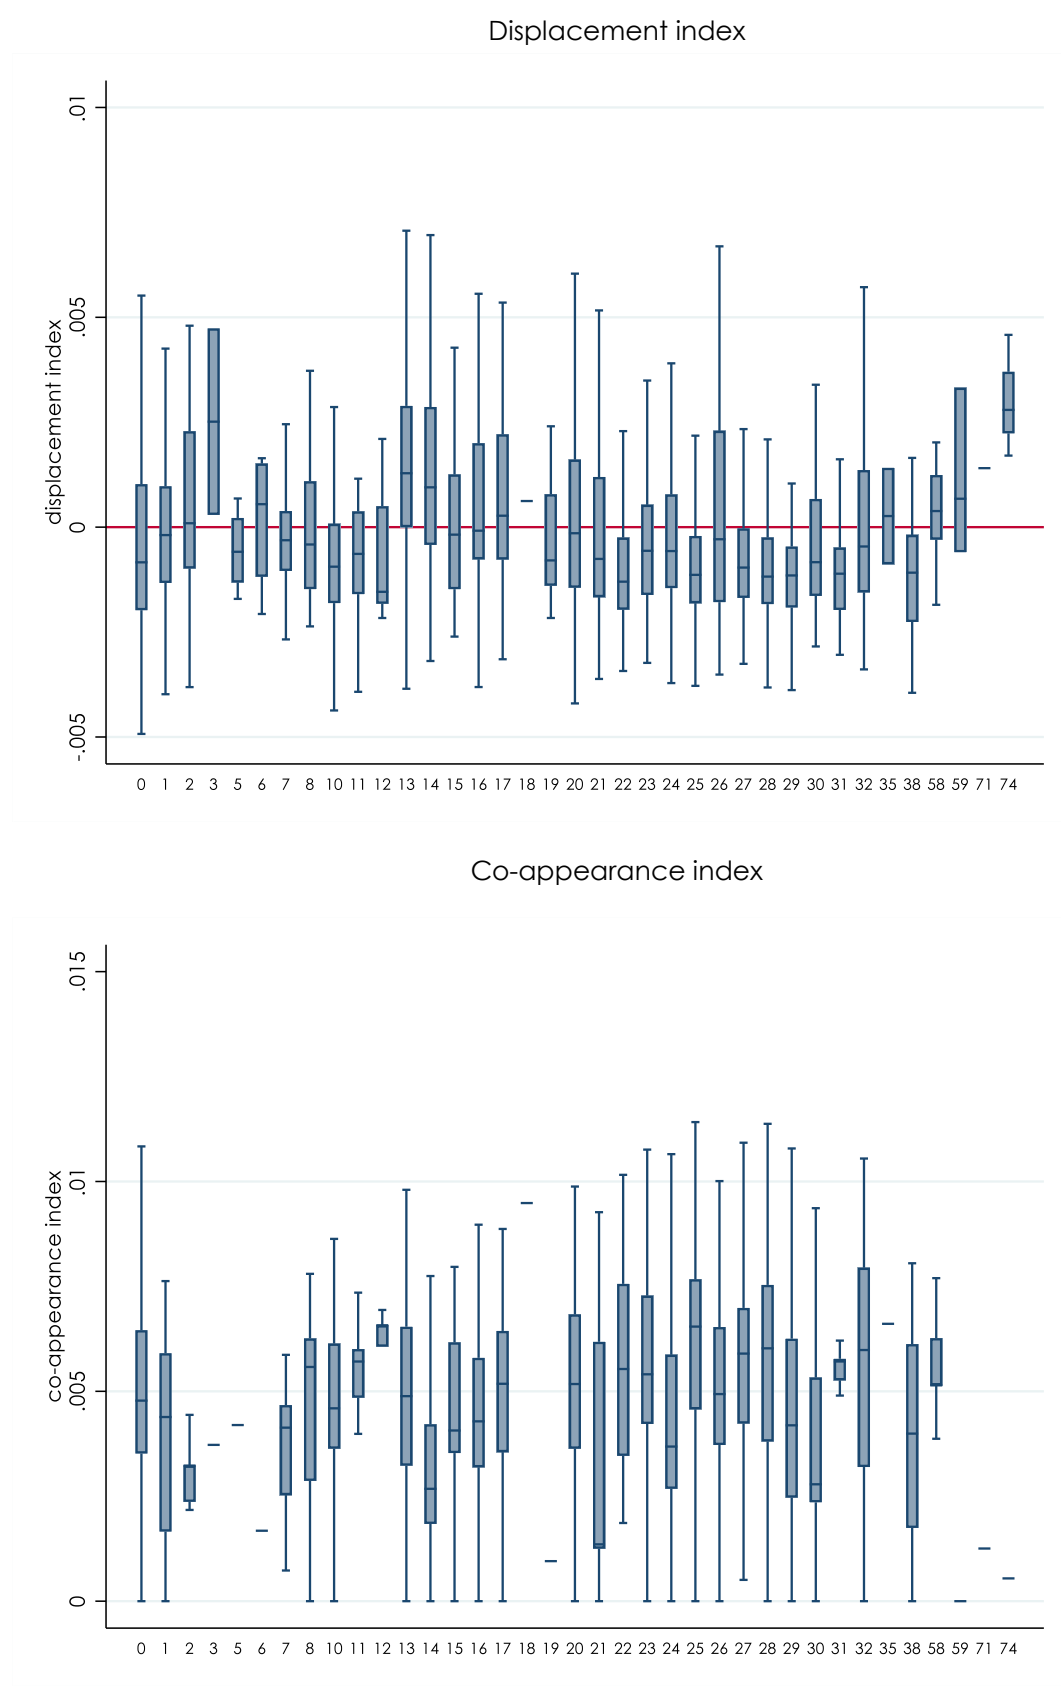 Displacement index
displacement index
.01
.005
0
-.005
0 1 2 3 5 6 7 8 10 11 12 13 14 15 16 17 18 19 20 21 22 23 24 25 26 27 28 29 30 31 32 35 38 58 59 71 74
Co-appearance index
co-appearance index
.015
.01
.005
0
0 1 2 3 5 6 7 8 10 11 12 13 14 15 16 17 18 19 20 21 22 23 24 25 26 27 28 29 30 31 32 35 38 58 59 71 74